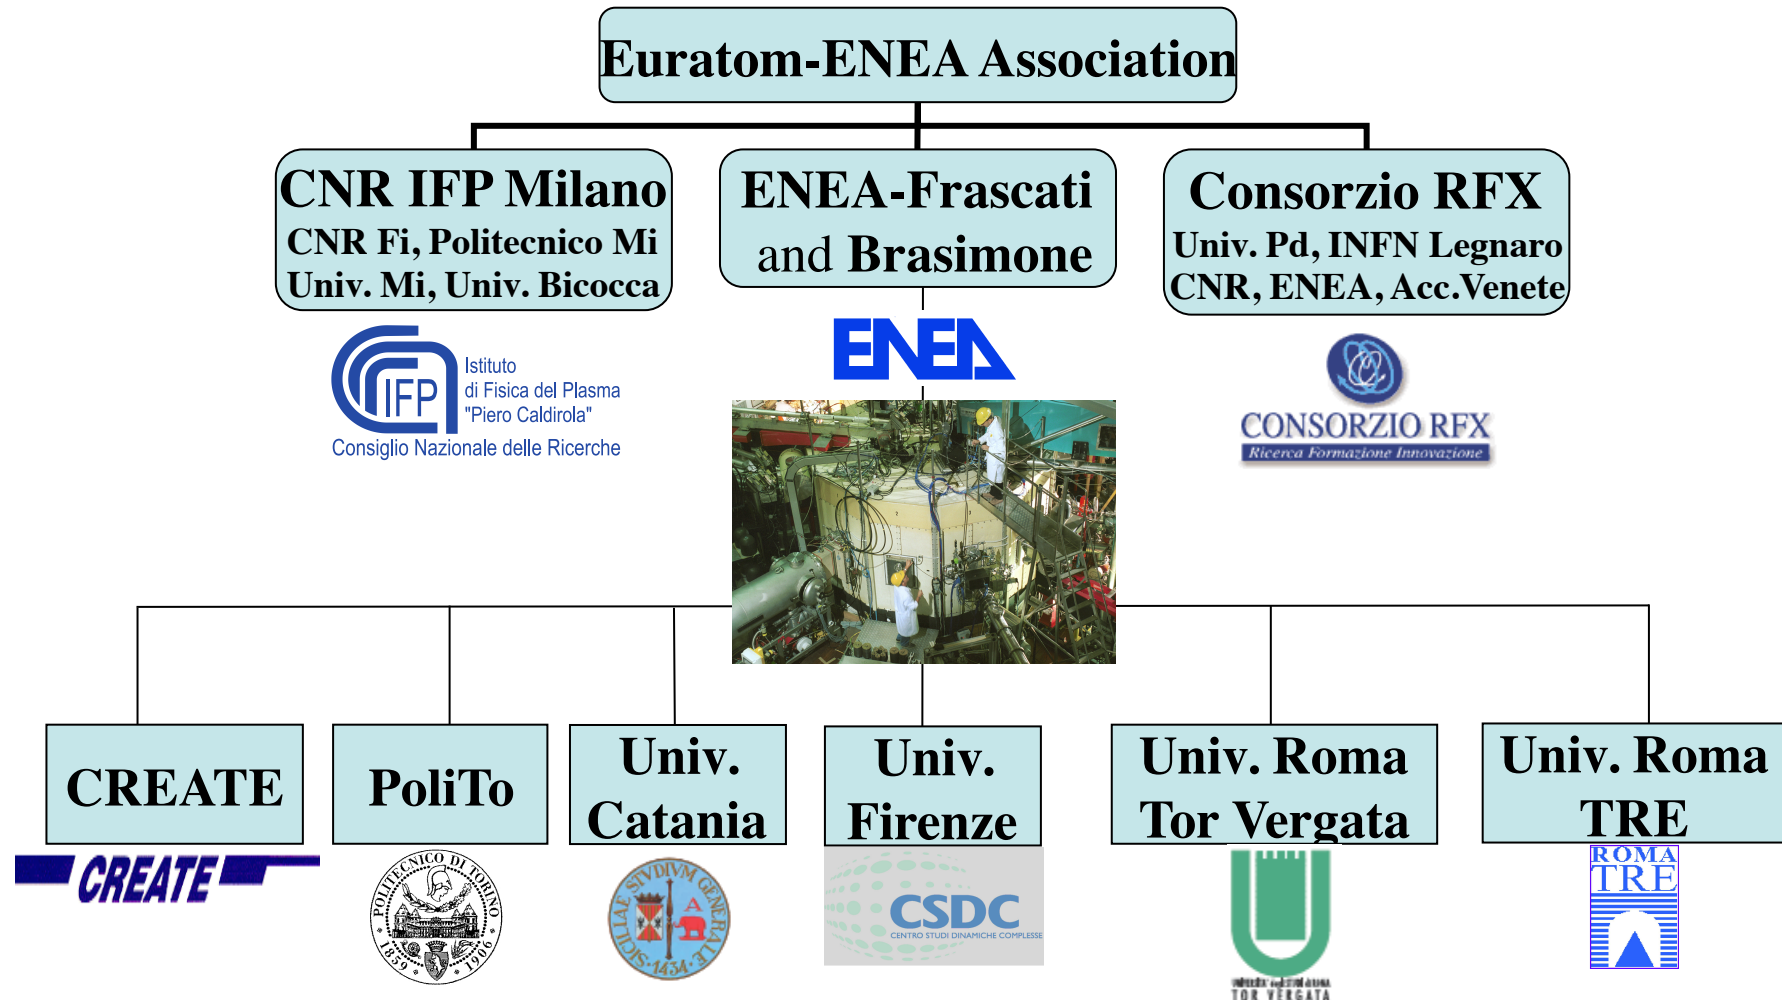 Euratom-ENEA Association
CNR IFP Milano
CNR Fi, Politecnico Mi
Univ. Mi, Univ. Bicocca
ENEA-Frascati
and Brasimone
Consorzio RFX
Univ. Pd, INFN Legnaro
CNR, ENEA, Acc.Venete
IFP
Istituto
di Fisica del Plasma
"Piero Caldirola"
Consiglio Nazionale delle Ricerche
ENEA
CONSORZIO RFX
Ricerca Formazione Innovazione
CREATE
PoliTo
Univ.
Catania
Univ.
Firenze
Univ. Roma
Tor Vergata
Univ. Roma
TRE
CREATE
POLITECNICO DI TORINO
1859 1906
SICILIAE STVDIVM GENERALE
1434
A
CSDC
CENTRO STUDI DINAMICHE COMPLESSE
TOR VERGATA
ROMA
TRE